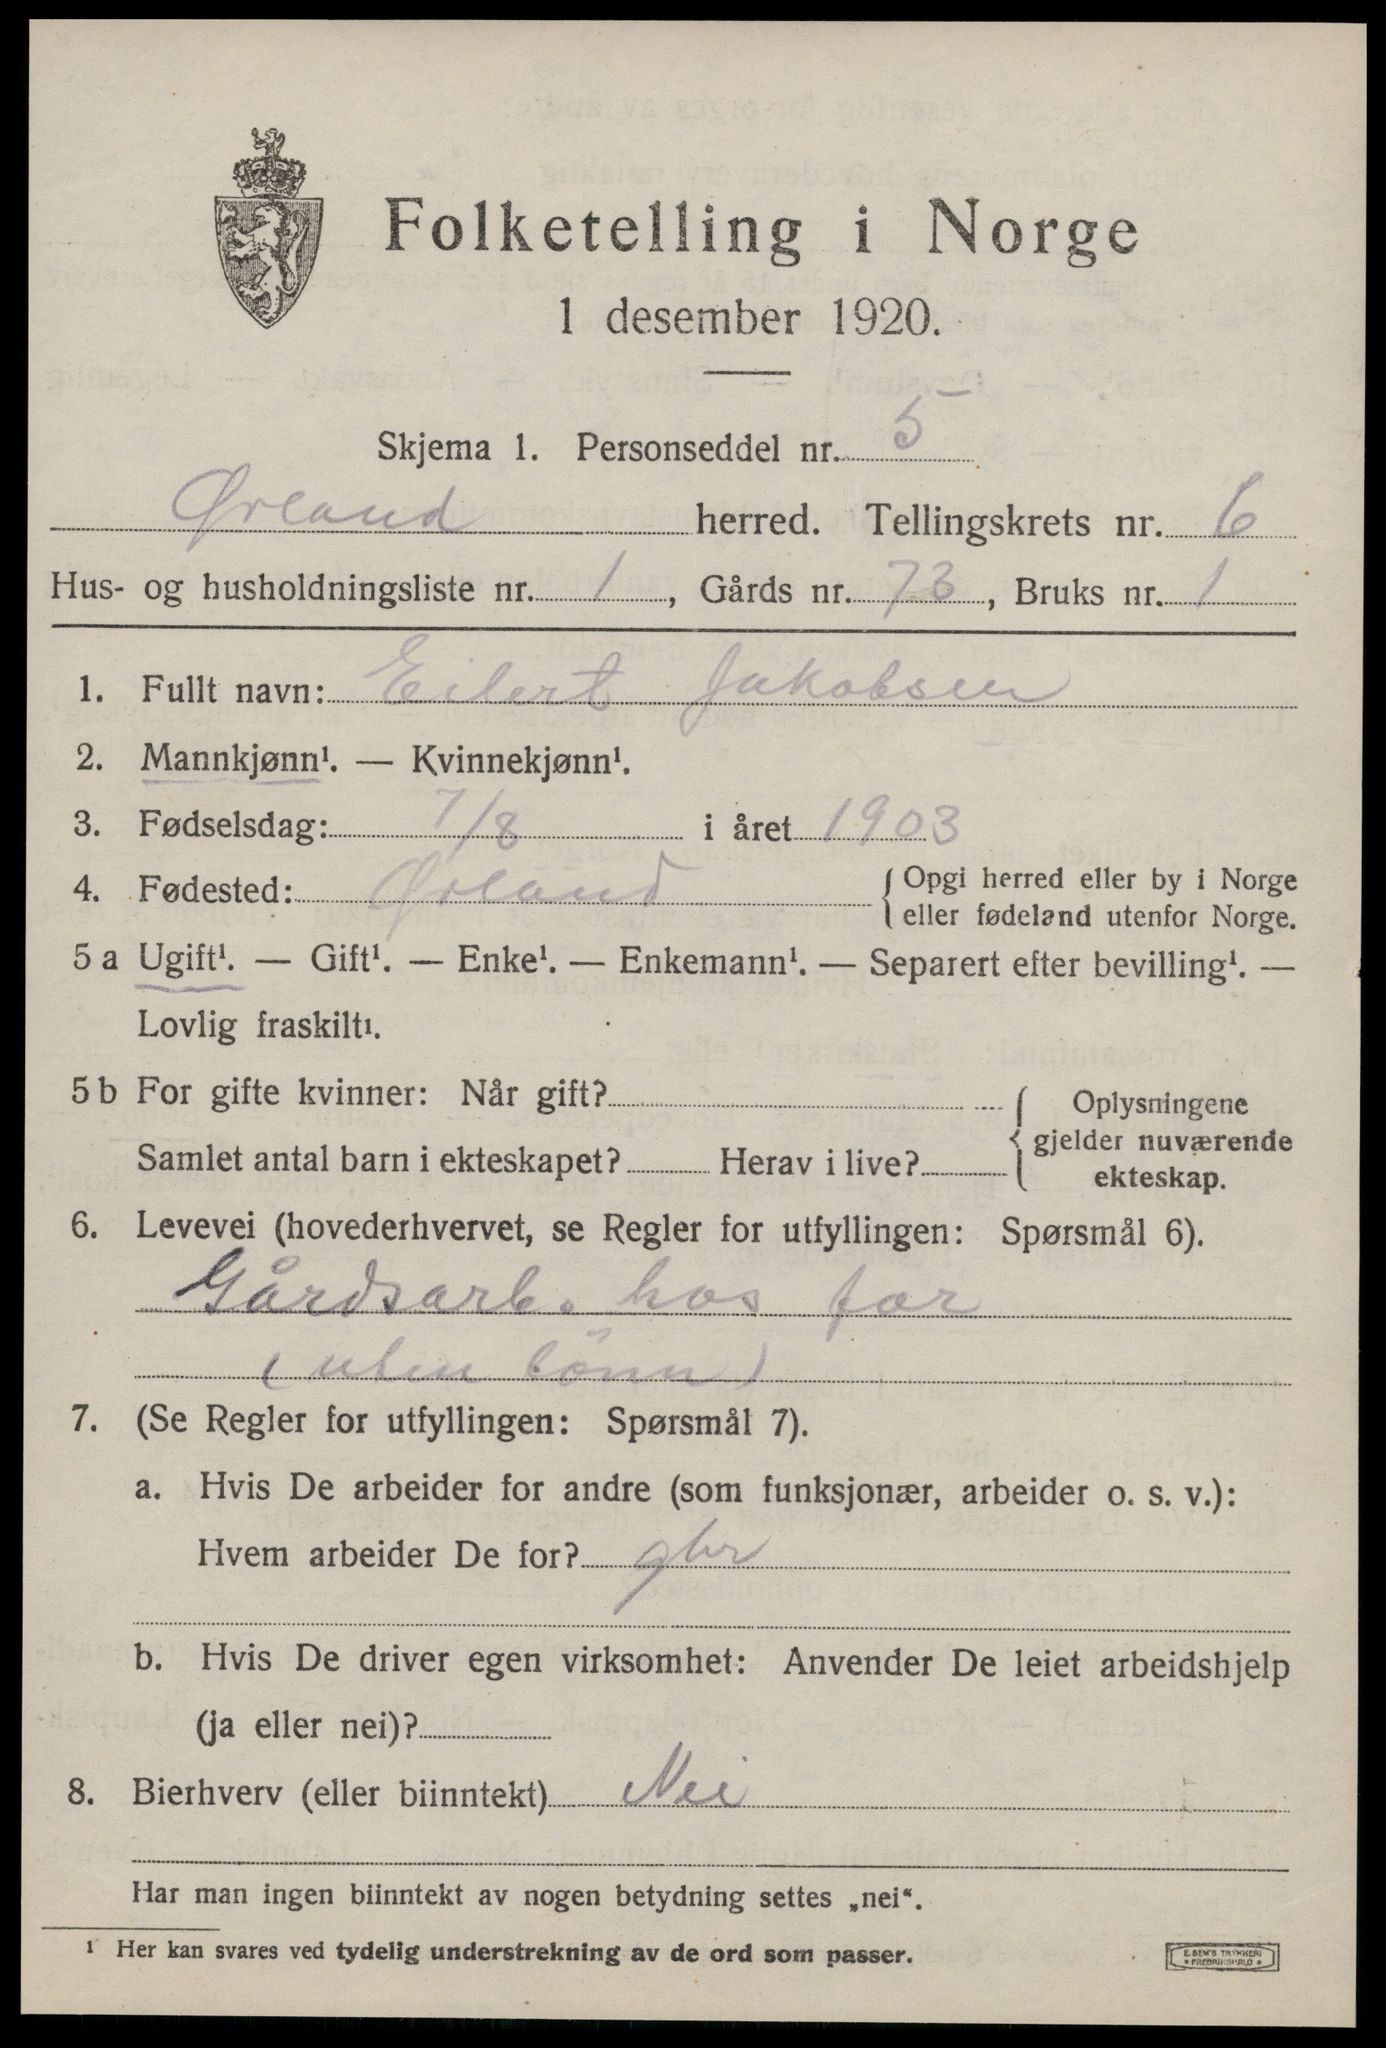 Folketelling i Norge
1 desember 1920.
Skjema 1. Personseddel nr. 5
Ørland herred. Tellingskrets nr. 6
Hus- og husholdningsliste nr. 1, Gårds nr. 73, Bruks nr. 1
1. Fullt navn: Eilert Jakobsen
2. Mannkjønn¹. — Kvinnekjønn¹.
3. Fødselsdag: 7/8 i året 1903
4. Fødested: Ørland { Opgi herred eller by i Norge
eller fødeland utenfor Norge.
5 a Ugift¹. — Gift¹. — Enke¹. — Enkemann¹. — Separert efter bevilling¹. —
Lovlig fraskilt¹.
5 b For gifte kvinner: Når gift? { Oplysningene
gjelder nuværende
Samlet antal barn i ekteskapet? Herav i live? ekteskap.
6. Levevei (hovederhvervet, se Regler for utfyllingen: Spørsmål 6).
Gårdsarb. hos far
(uten lönn)
7. (Se Regler for utfyllingen: Spørsmål 7).
a. Hvis De arbeider for andre (som funksjonær, arbeider o. s. v.):
Hvem arbeider De for? gbr
b. Hvis De driver egen virksomhet: Anvender De leiet arbeidshjelp
(ja eller nei)?
8. Bierhverv (eller biinntekt) Nei
Har man ingen biinntekt av nogen betydning settes „nei“.
¹ Her kan svares ved tydelig understrekning av de ord som passer.
E. SEM'S TRYKKERI
• FREDRIKSHALD •